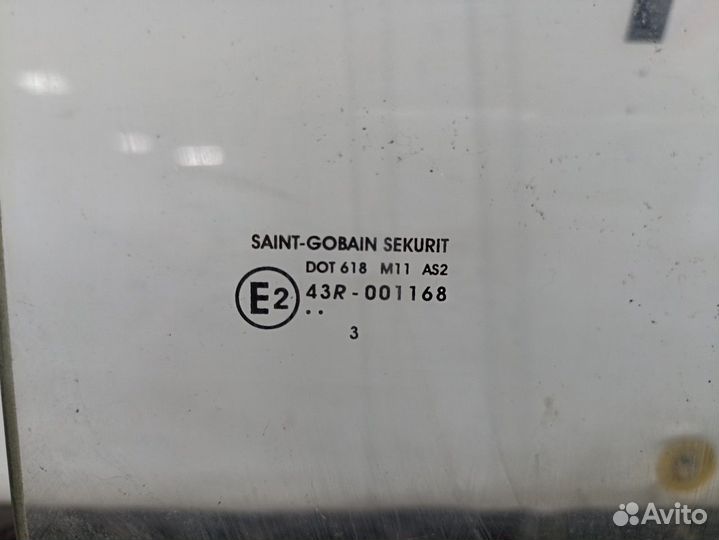 SAINT-GOBAIN SEKURIT
DOT 618 M11 AS2
E2 43R-001168
..
3
Avito